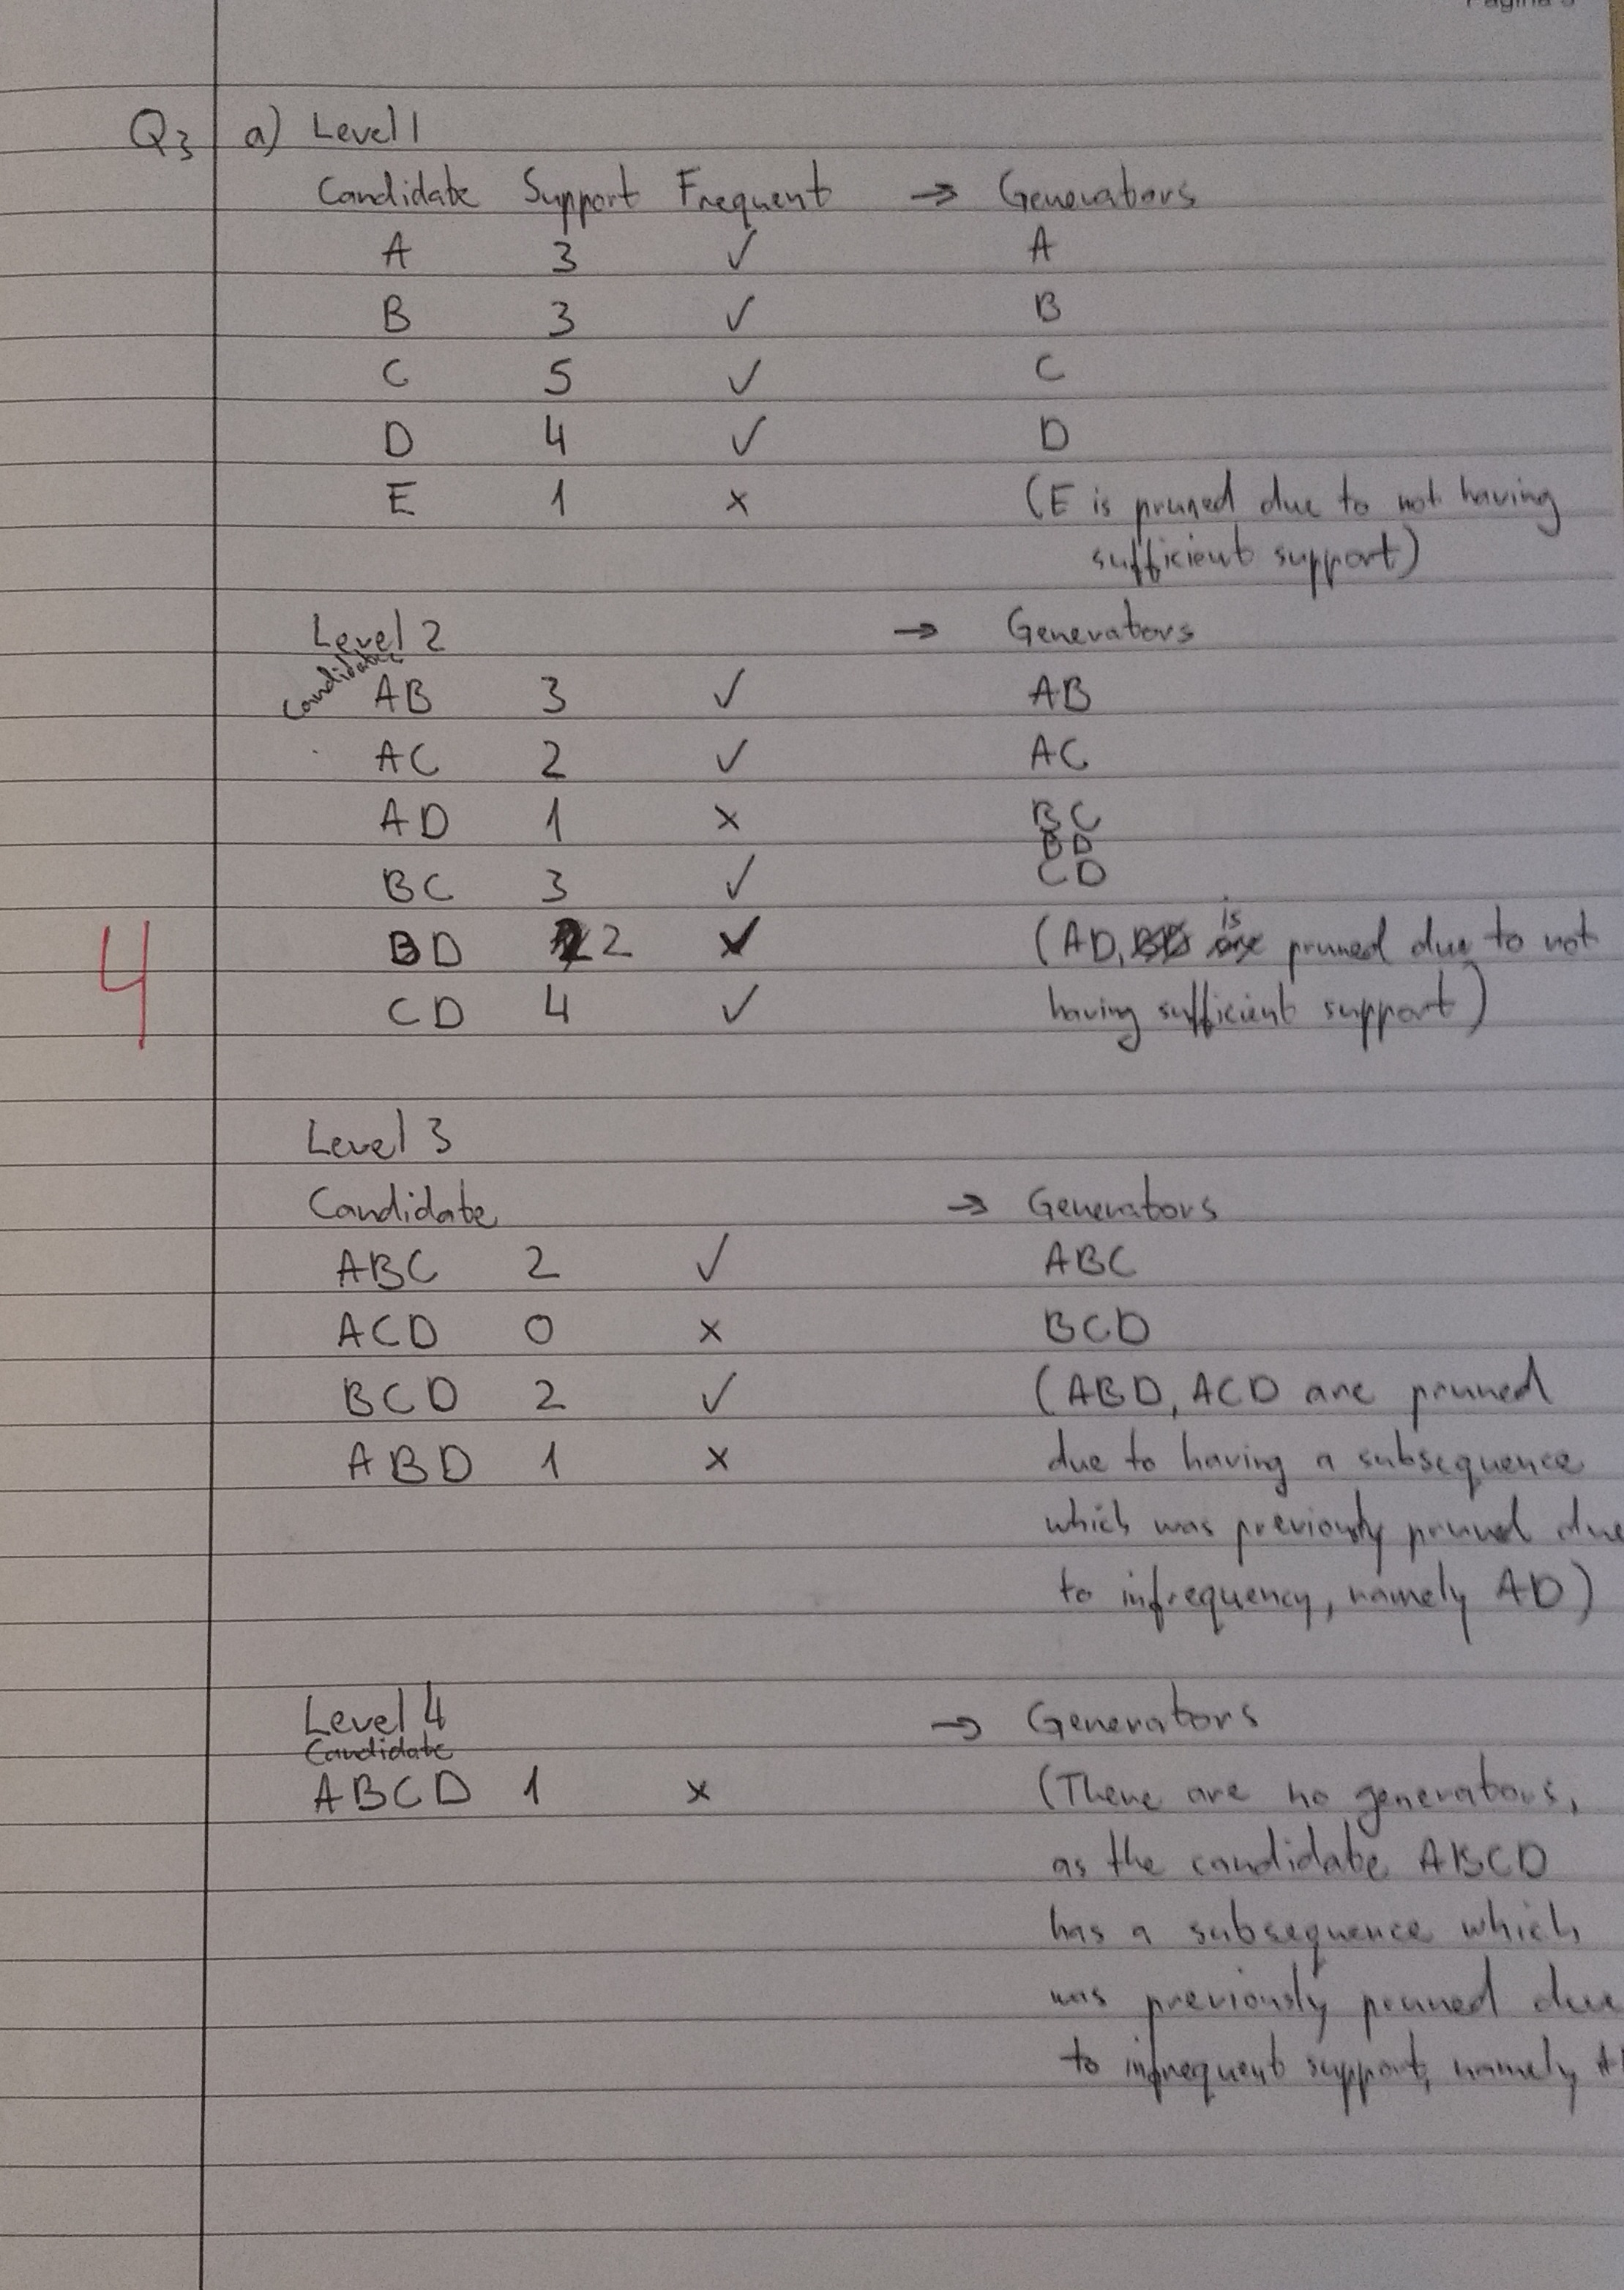 Pagina
Q3 a) Level 1
Candidate Support Frequent → Generators
A 3 ✓ A
B 3 ✓ B
C 5 ✓ C
D 4 ✓ D
E 1 x (E is pruned due to not having
sufficient support)
Level 2 → Generators
Candidate AB 3 ✓ AB
AC 2 ✓ AC
AD 1 x BC
BD
BC 3 ✓ CD
BD 2 ✓ (AD, is pruned due to not
4
CD 4 ✓ having sufficient support)
Level 3
Candidate → Generators
ABC 2 ✓ ABC
ACD 0 x BCD
BCD 2 ✓ (ABD, ACD are pruned
ABD 1 x due to having a subsequence
which was previously pruned due
to infrequency, namely AD)
Level 4 → Generators
Candidate
ABCD 1 x (There are no generators,
as the candidate ABCD
has a subsequence which
was previously pruned due
to infrequent support, namely